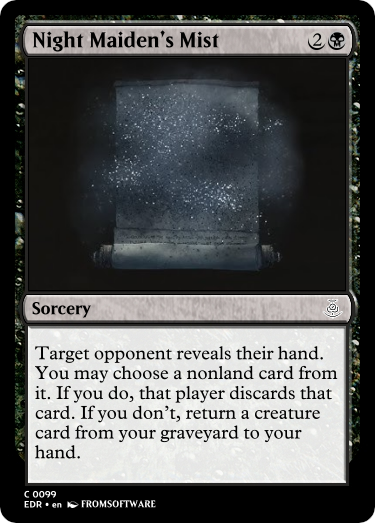 Night Maiden's Mist 2
Sorcery
Target opponent reveals their hand.
You may choose a nonland card from
it. If you do, that player discards that
card. If you don't, return a creature
card from your graveyard to your
hand.
C 0099
EDR • en FROMSOFTWARE